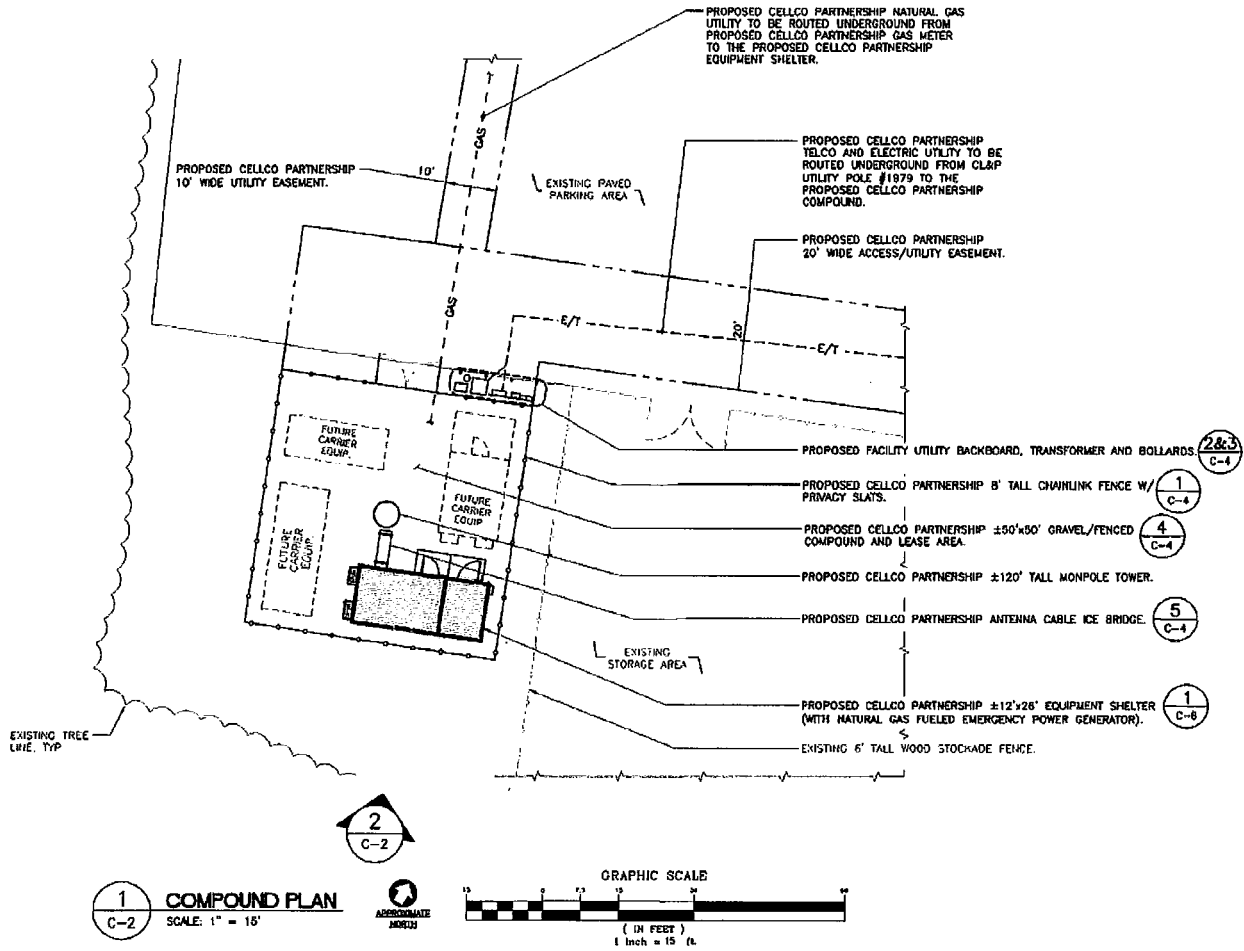 PROPOSED CELLCO PARTNERSHIP NATURAL GAS
UTILITY TO BE ROUTED UNDERGROUND FROM
PROPOSED CELLCO PARTNERSHIP GAS METER
TO THE PROPOSED CELLCO PARTNERSHIP
EQUIPMENT SHELTER.
PROPOSED CELLCO PARTNERSHIP
TELCO AND ELECTRIC UTILITY TO BE
ROUTED UNDERGROUND FROM CL&P
UTILITY POLE #1979 TO THE
PROPOSED CELLCO PARTNERSHIP
COMPOUND.
GAS
PROPOSED CELLCO PARTNERSHIP
10' WIDE UTILITY EASEMENT.
10'
EXISTING PAVED
PARKING AREA
PROPOSED CELLCO PARTNERSHIP
20' WIDE ACCESS/UTILITY EASEMENT.
GAS
E/T
20'
E/T
FUTURE
CARRIER
EQUIP.
PROPOSED FACILITY UTILITY BACKBOARD, TRANSFORMER AND BOLLARDS.
2&3
C-4
PROPOSED CELLCO PARTNERSHIP 8' TALL CHAINLINK FENCE W/
PRIVACY SLATS.
1
C-4
FUTURE
CARRIER
EQUIP
PROPOSED CELLCO PARTNERSHIP ±50'x50' GRAVEL/FENCED
COMPOUND AND LEASE AREA.
4
C-4
FUTURE
CARRIER
EQUIP.
PROPOSED CELLCO PARTNERSHIP ±120' TALL MONPOLE TOWER.
PROPOSED CELLCO PARTNERSHIP ANTENNA CABLE ICE BRIDGE.
5
C-4
EXISTING
STORAGE AREA
PROPOSED CELLCO PARTNERSHIP ±12'x26' EQUIPMENT SHELTER
(WITH NATURAL GAS FUELED EMERGENCY POWER GENERATOR).
1
C-6
EXISTING TREE
LINE, TYP
EXISTING 6' TALL WOOD STOCKADE FENCE.
2
C-2
1
C-2
COMPOUND PLAN
SCALE: 1" = 15'
APPROXIMATE
NORTH
GRAPHIC SCALE
15 0 7.5 15 30 60
( IN FEET )
1 inch = 15 ft.